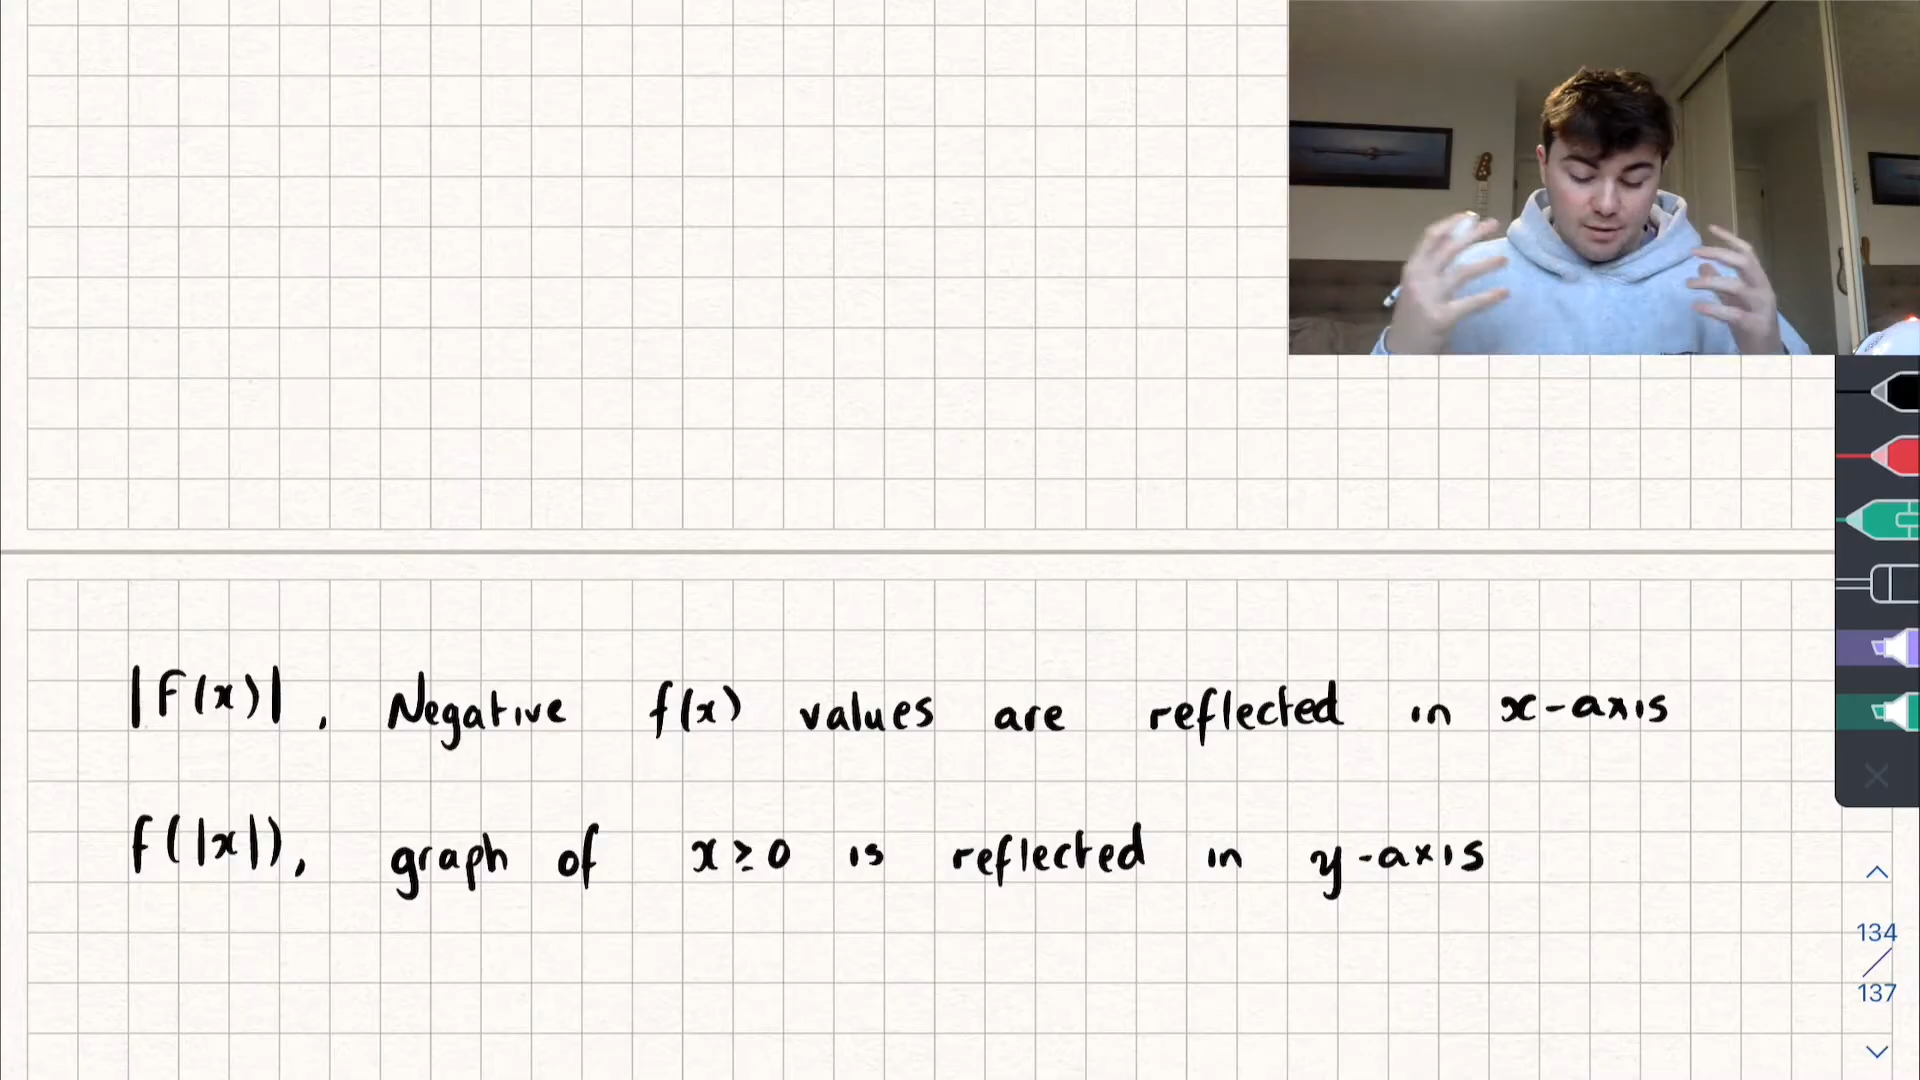 |f(x)|, Negative f(x) values are reflected in x-axis
f(|x|), graph of x ≥ 0 is reflected in y-axis
134
/
137